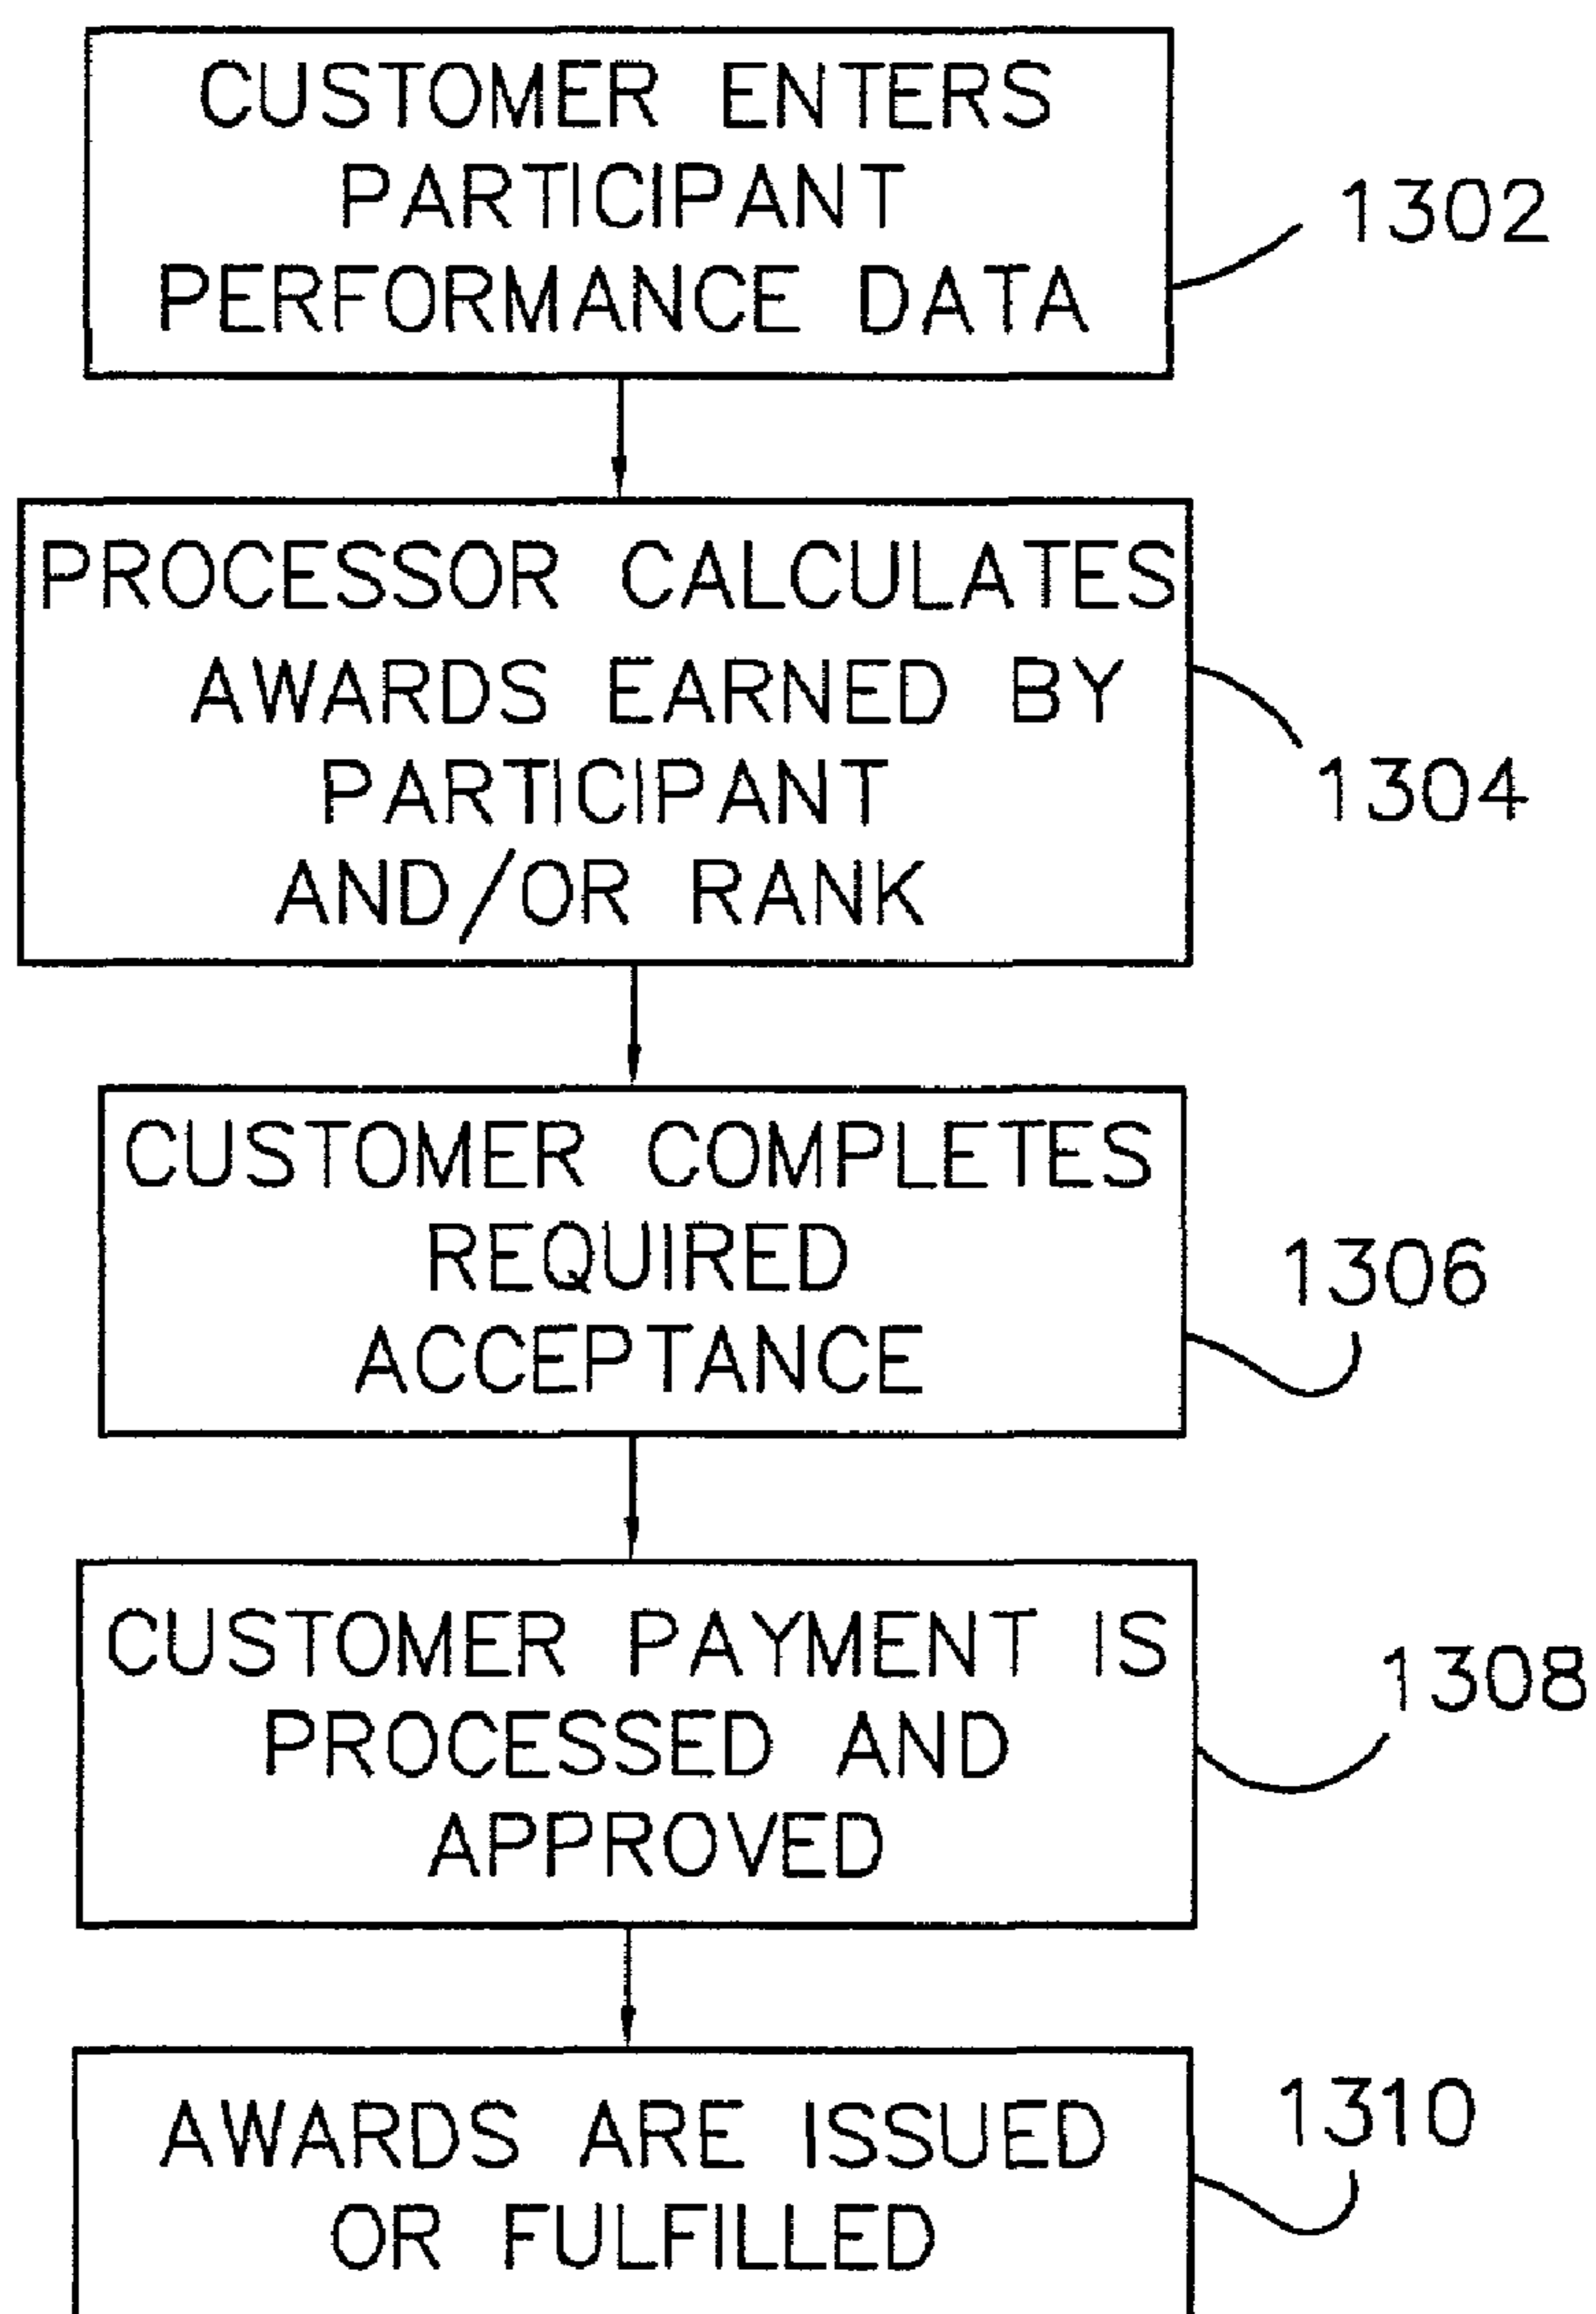 CUSTOMER ENTERS
PARTICIPANT
PERFORMANCE DATA
1302
PROCESSOR CALCULATES
AWARDS EARNED BY
PARTICIPANT
AND/OR RANK
1304
CUSTOMER COMPLETES
REQUIRED
ACCEPTANCE
1306
CUSTOMER PAYMENT IS
PROCESSED AND
APPROVED
1308
AWARDS ARE ISSUED
OR FULFILLED
1310